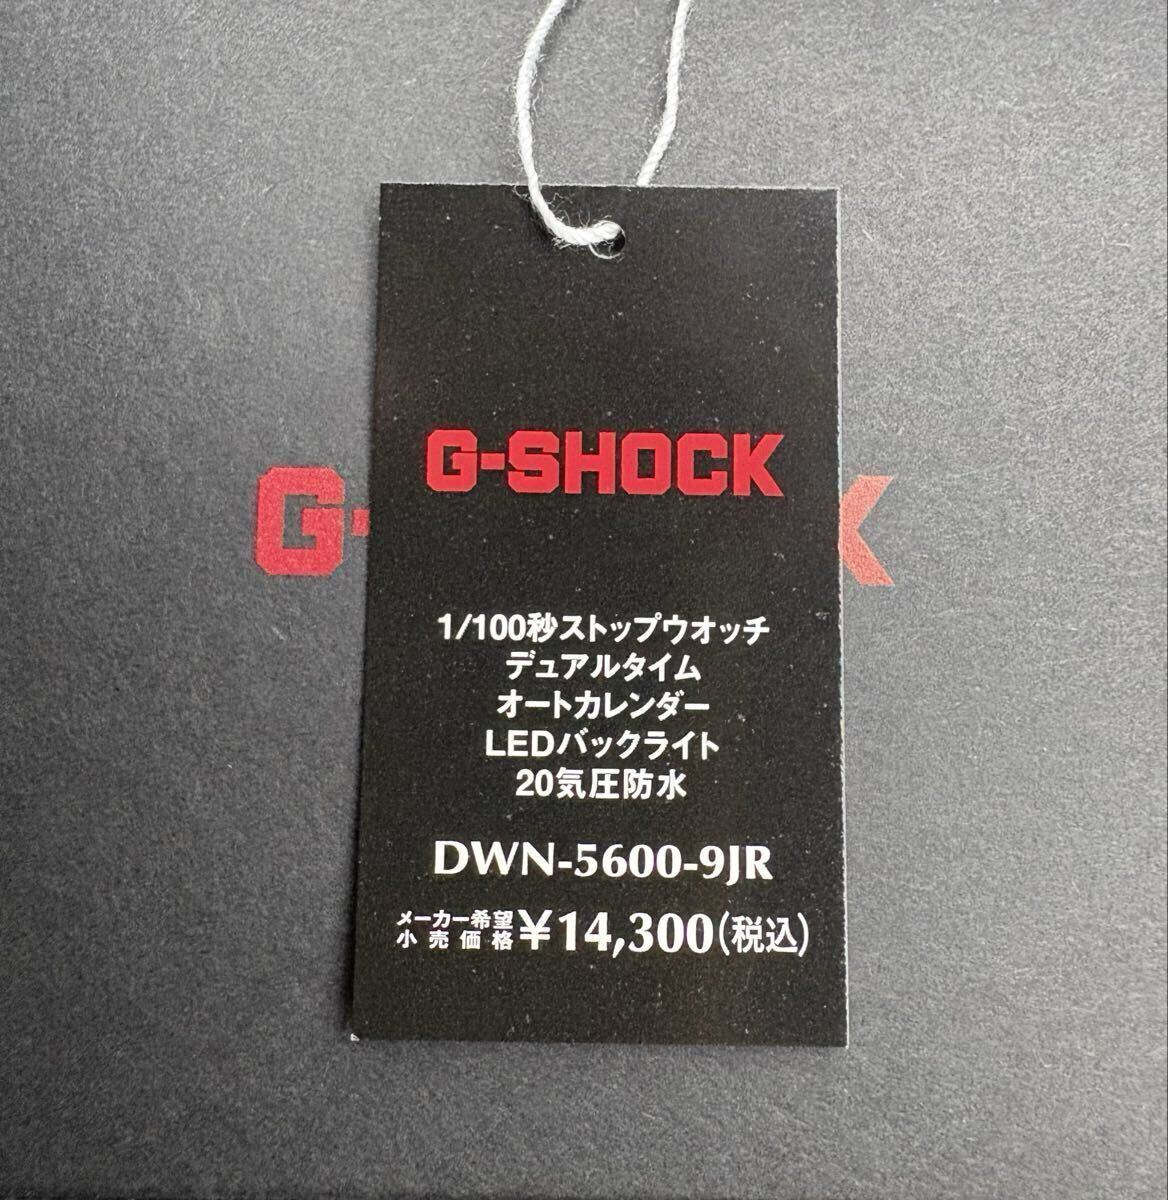 G-SHOCK
1/100秒ストップウオッチ
デュアルタイム
オートカレンダー
LEDバックライト
20気圧防水
DWN-5600-9JR
メーカー希望小売価格 ¥14,300(税込)
G- K